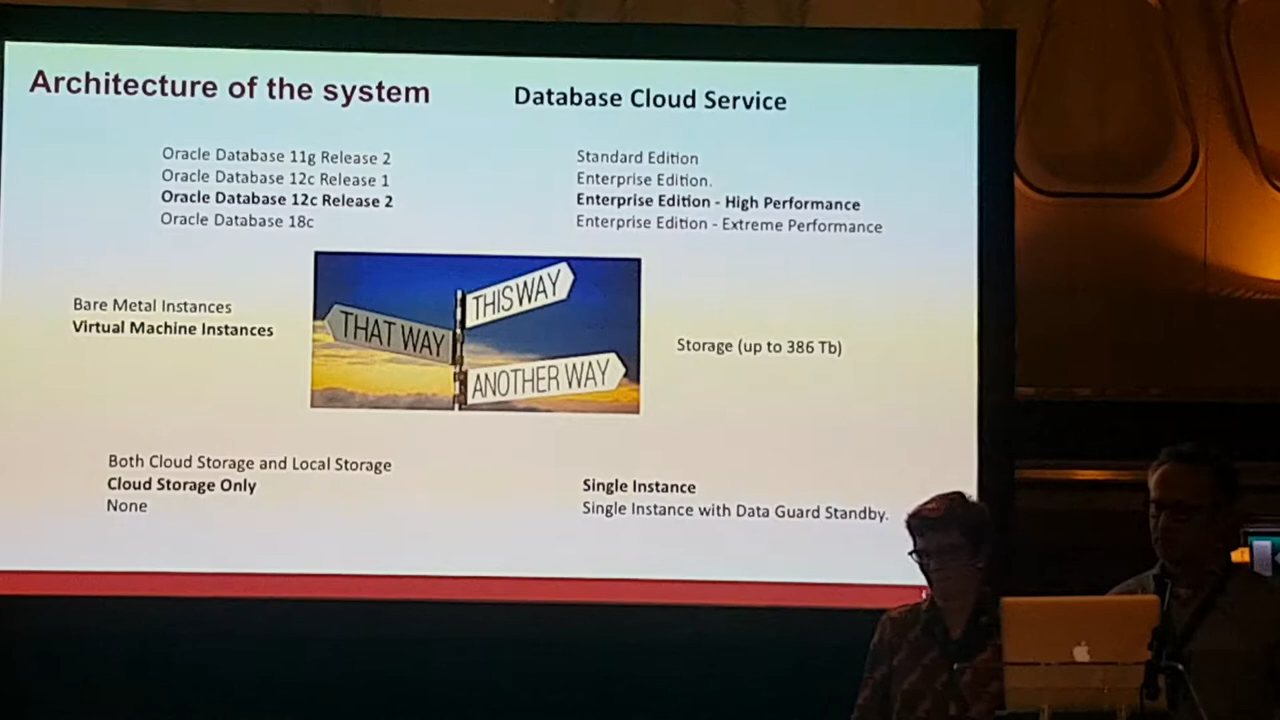 Architecture of the system
Database Cloud Service
Oracle Database 11g Release 2
Oracle Database 12c Release 1
Oracle Database 12c Release 2
Oracle Database 18c
Standard Edition
Enterprise Edition.
Enterprise Edition - High Performance
Enterprise Edition - Extreme Performance
Bare Metal Instances
Virtual Machine Instances
THIS WAY
THAT WAY
ANOTHER WAY
Storage (up to 386 Tb)
Both Cloud Storage and Local Storage
Cloud Storage Only
None
Single Instance
Single Instance with Data Guard Standby.